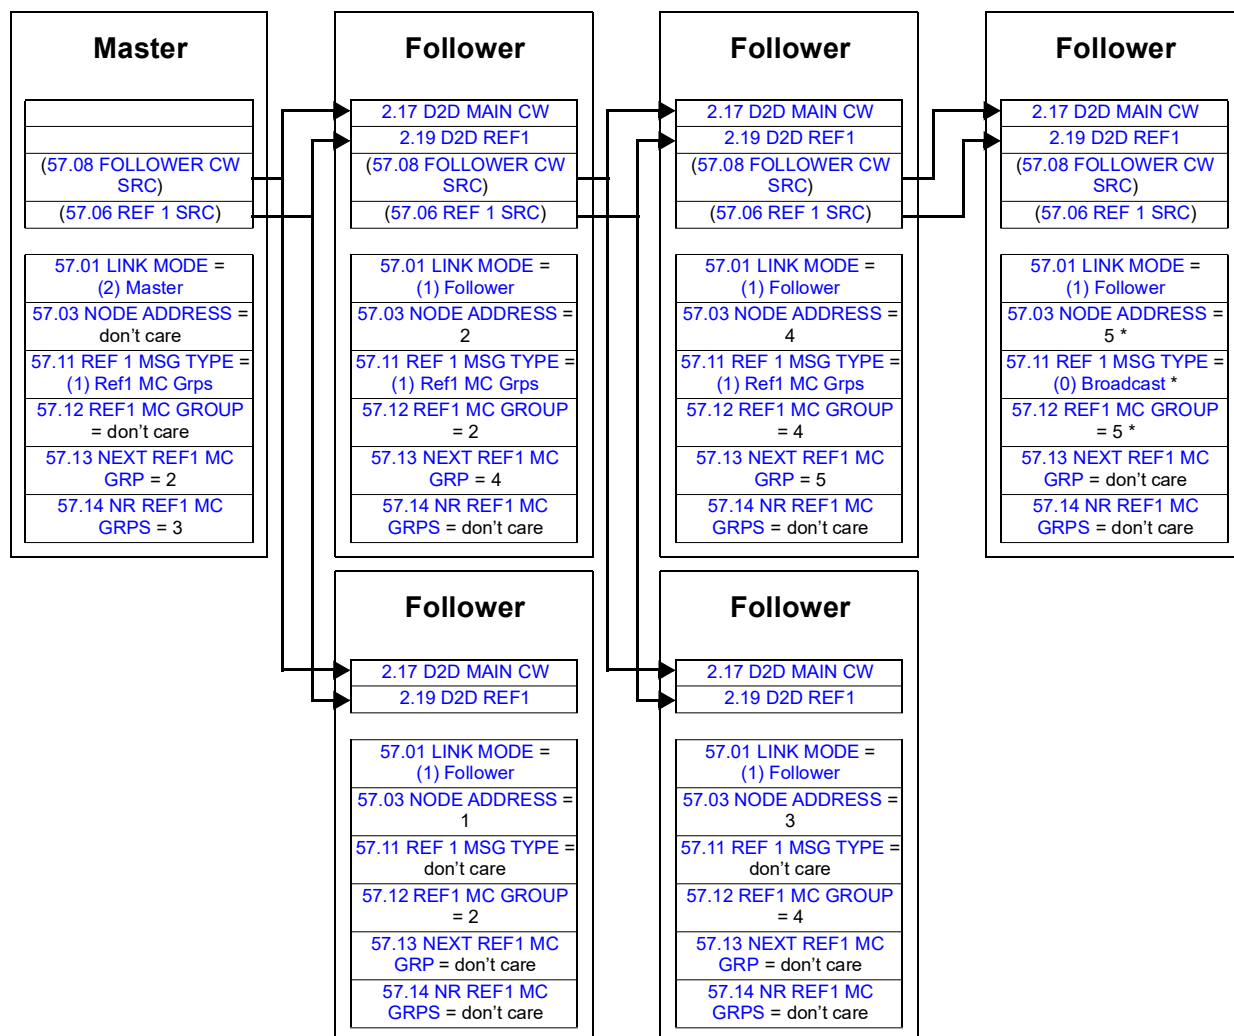 Master
(57.08 FOLLOWER CW
SRC)
(57.06 REF 1 SRC)
57.01 LINK MODE =
(2) Master
57.03 NODE ADDRESS =
don't care
57.11 REF 1 MSG TYPE =
(1) Ref1 MC Grps
57.12 REF1 MC GROUP
= don't care
57.13 NEXT REF1 MC
GRP = 2
57.14 NR REF1 MC
GRPS = 3
Follower
2.17 D2D MAIN CW
2.19 D2D REF1
(57.08 FOLLOWER CW
SRC)
(57.06 REF 1 SRC)
57.01 LINK MODE =
(1) Follower
57.03 NODE ADDRESS =
2
57.11 REF 1 MSG TYPE =
(1) Ref1 MC Grps
57.12 REF1 MC GROUP
= 2
57.13 NEXT REF1 MC
GRP = 4
57.14 NR REF1 MC
GRPS = don't care
Follower
2.17 D2D MAIN CW
2.19 D2D REF1
(57.08 FOLLOWER CW
SRC)
(57.06 REF 1 SRC)
57.01 LINK MODE =
(1) Follower
57.03 NODE ADDRESS =
4
57.11 REF 1 MSG TYPE =
(1) Ref1 MC Grps
57.12 REF1 MC GROUP
= 4
57.13 NEXT REF1 MC
GRP = 5
57.14 NR REF1 MC
GRPS = don't care
Follower
2.17 D2D MAIN CW
2.19 D2D REF1
(57.08 FOLLOWER CW
SRC)
(57.06 REF 1 SRC)
57.01 LINK MODE =
(1) Follower
57.03 NODE ADDRESS =
5 *
57.11 REF 1 MSG TYPE =
(0) Broadcast *
57.12 REF1 MC GROUP
= 5 *
57.13 NEXT REF1 MC
GRP = don't care
57.14 NR REF1 MC
GRPS = don't care
Follower
2.17 D2D MAIN CW
2.19 D2D REF1
57.01 LINK MODE =
(1) Follower
57.03 NODE ADDRESS =
1
57.11 REF 1 MSG TYPE =
don't care
57.12 REF1 MC GROUP
= 2
57.13 NEXT REF1 MC
GRP = don't care
57.14 NR REF1 MC
GRPS = don't care
Follower
2.17 D2D MAIN CW
2.19 D2D REF1
57.01 LINK MODE =
(1) Follower
57.03 NODE ADDRESS =
3
57.11 REF 1 MSG TYPE =
don't care
57.12 REF1 MC GROUP
= 4
57.13 NEXT REF1 MC
GRP = don't care
57.14 NR REF1 MC
GRPS = don't care